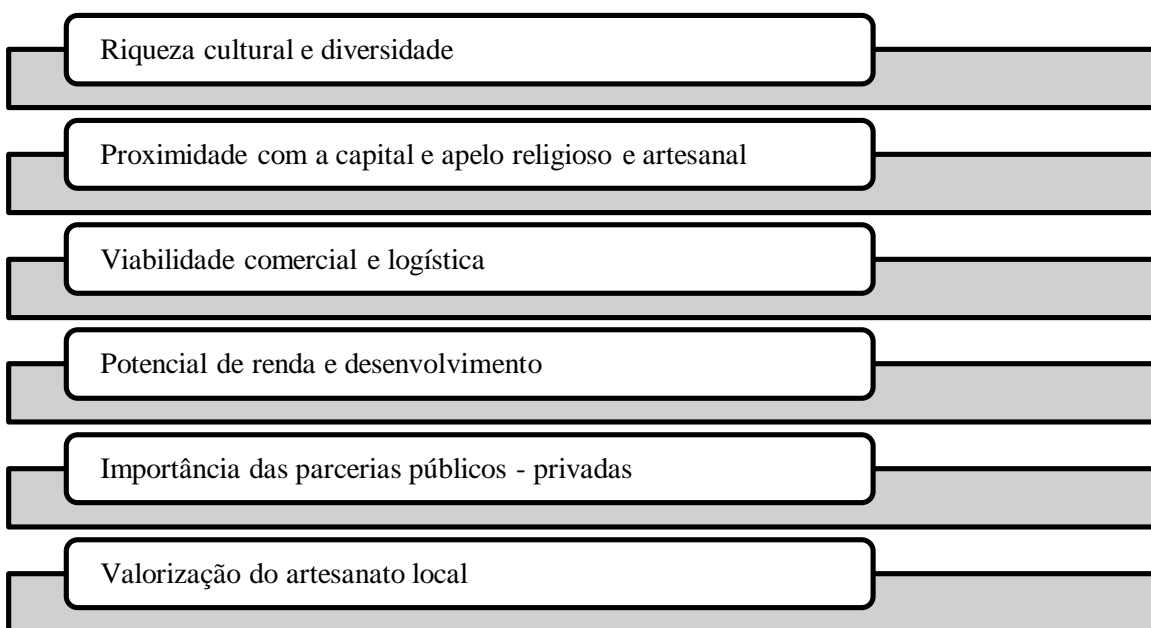 Riqueza cultural e diversidade
Proximidade com a capital e apelo religioso e artesanal
Viabilidade comercial e logística
Potencial de renda e desenvolvimento
Importância das parcerias públicos - privadas
Valorização do artesanato local